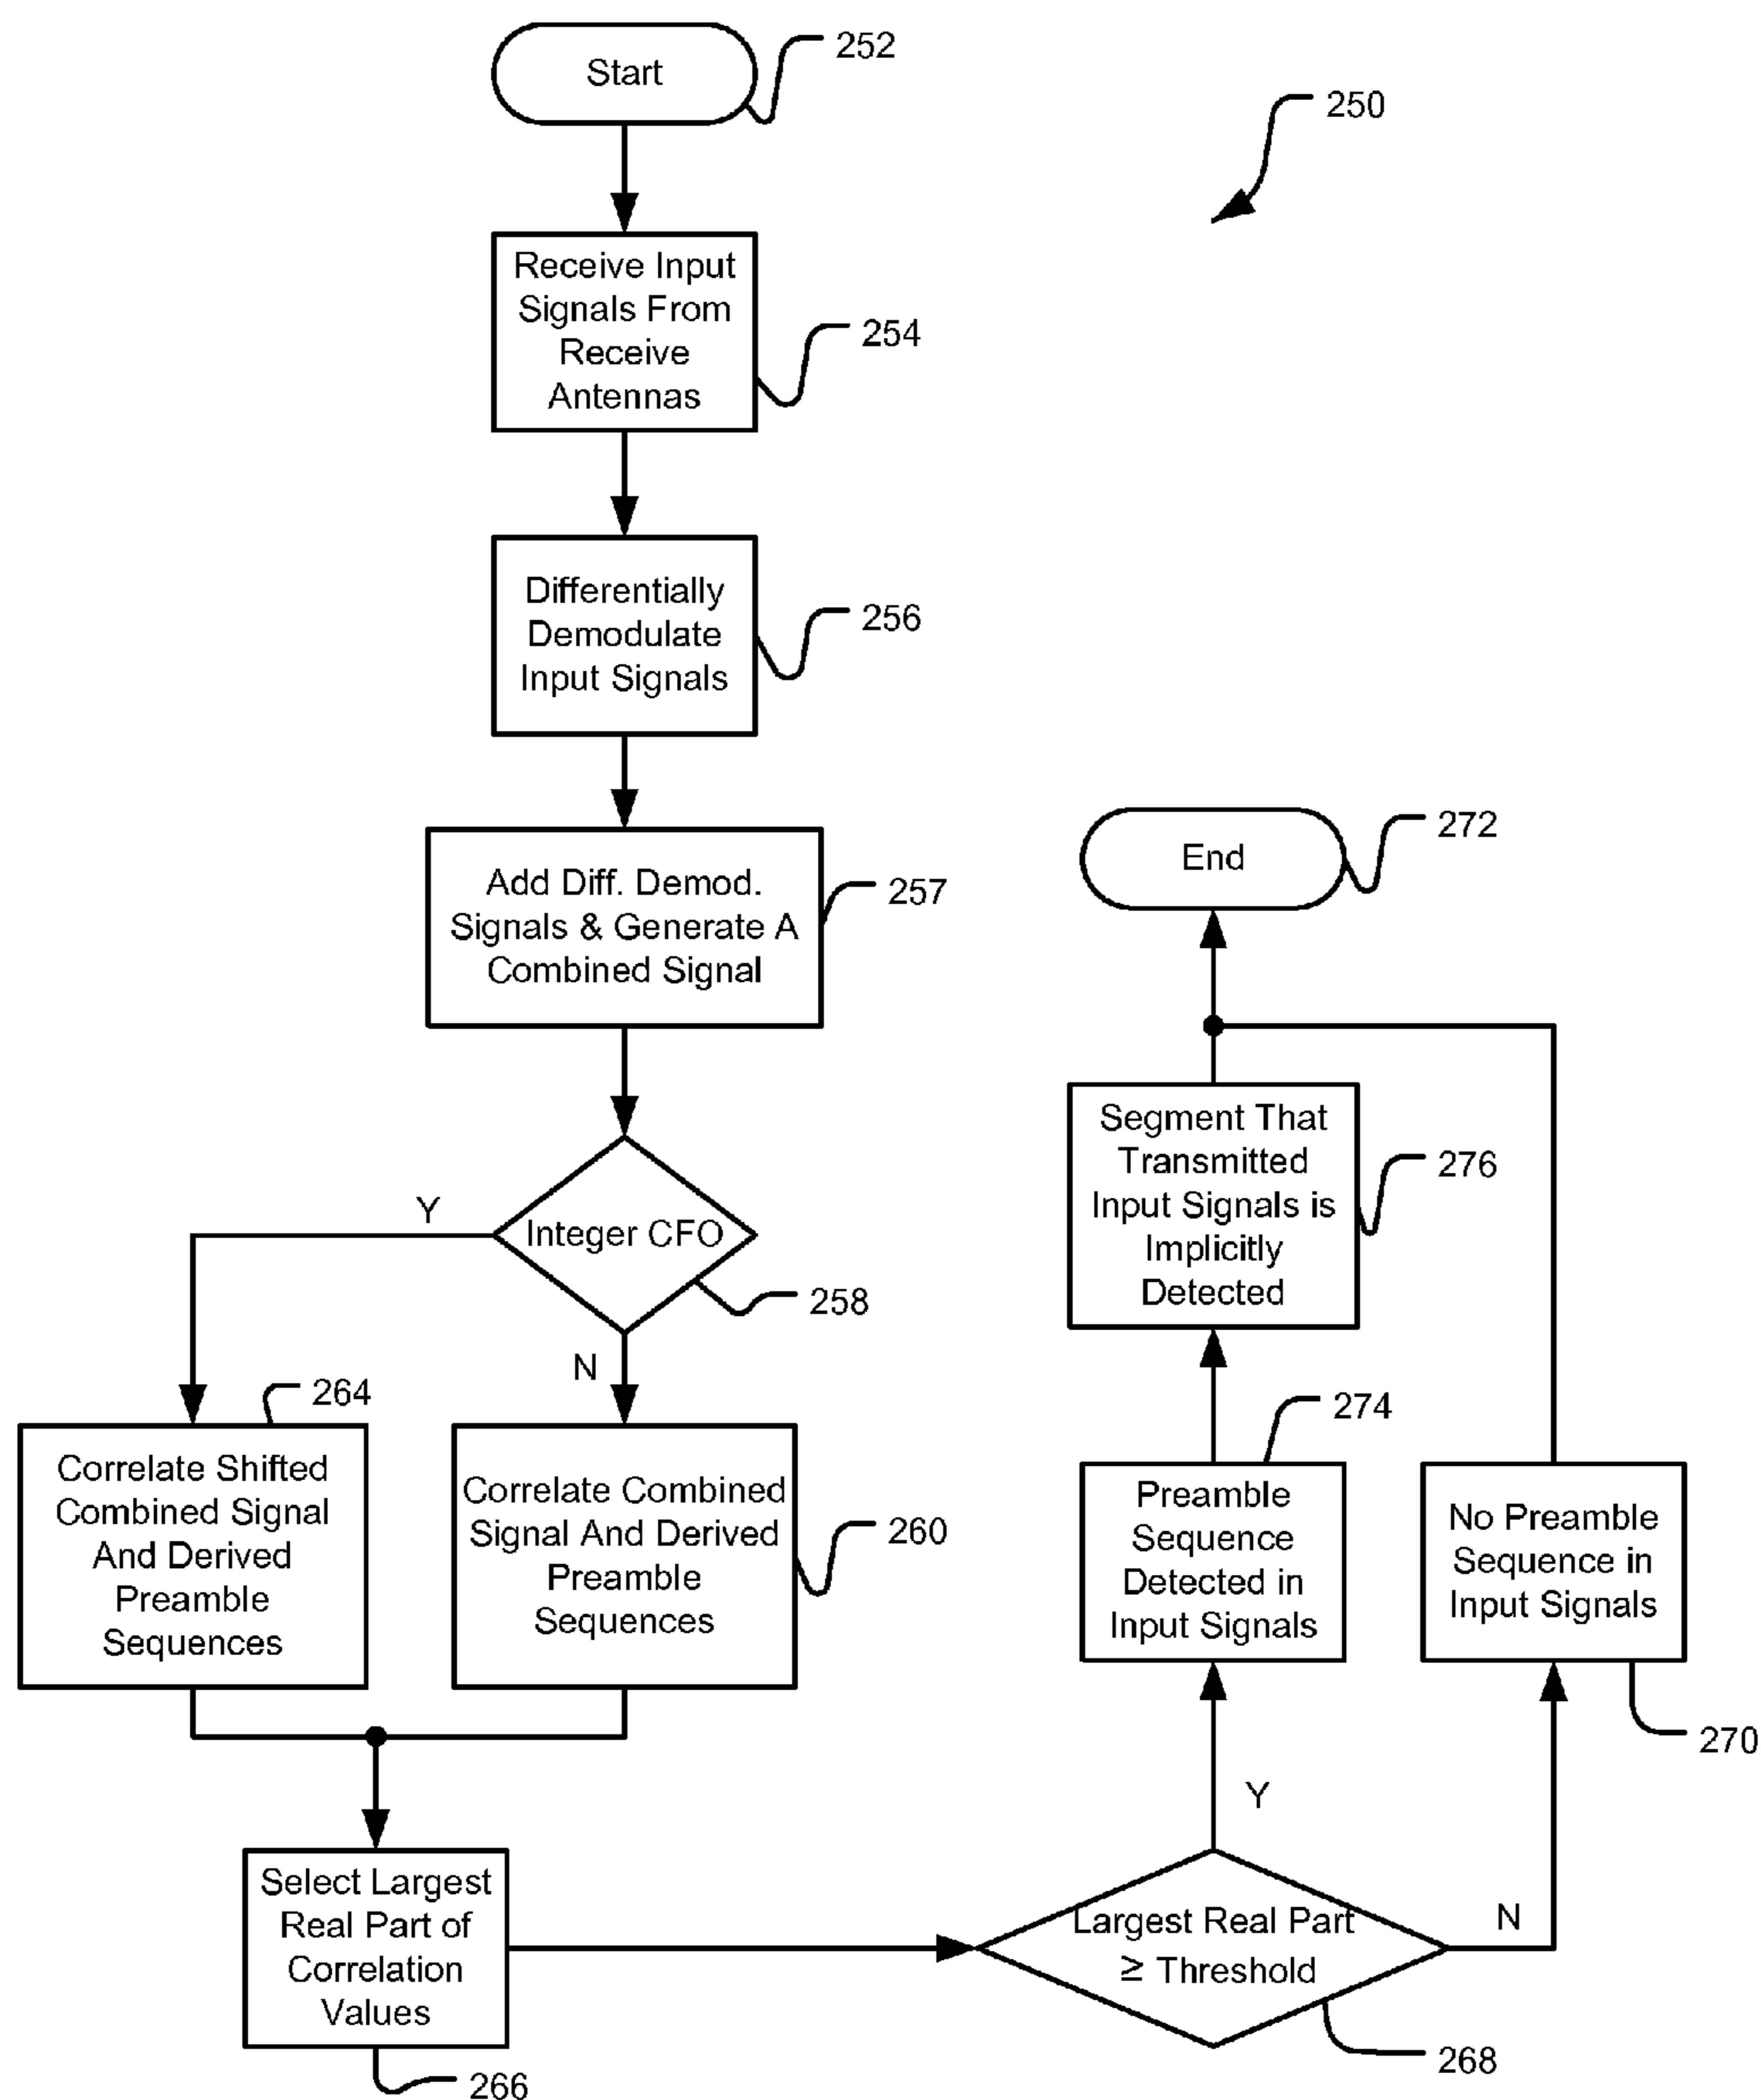 Start
252
250
Receive Input
Signals From
Receive
Antennas
254
Differentially
Demodulate
Input Signals
256
Add Diff. Demod.
Signals & Generate A
Combined Signal
257
Integer CFO
258
Y
N
Correlate Shifted
Combined Signal
And Derived
Preamble
Sequences
264
Correlate Combined
Signal And Derived
Preamble
Sequences
260
Select Largest
Real Part of
Correlation
Values
266
Largest Real Part
≥ Threshold
268
Y
N
Preamble
Sequence
Detected in
Input Signals
274
No Preamble
Sequence in
Input Signals
270
Segment That
Transmitted
Input Signals is
Implicitly
Detected
276
End
272